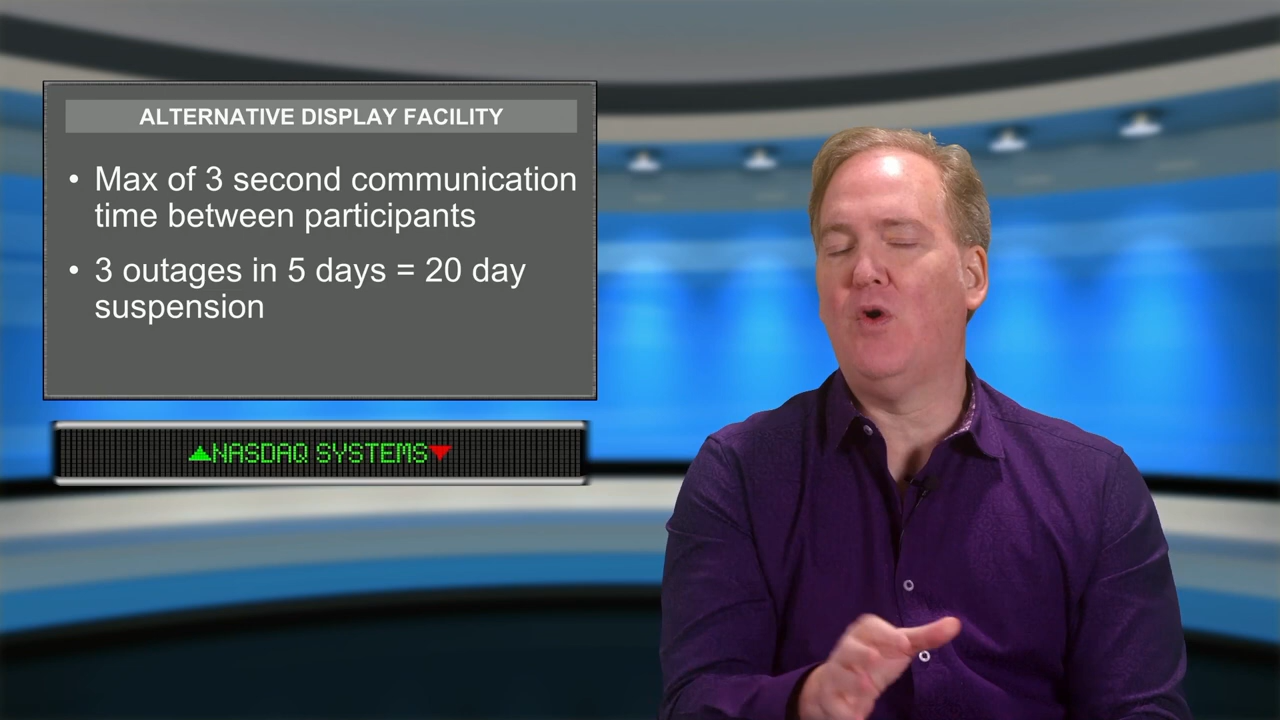 ALTERNATIVE DISPLAY FACILITY
• Max of 3 second communication
time between participants
• 3 outages in 5 days = 20 day
suspension
▲NASDAQ SYSTEMS▼